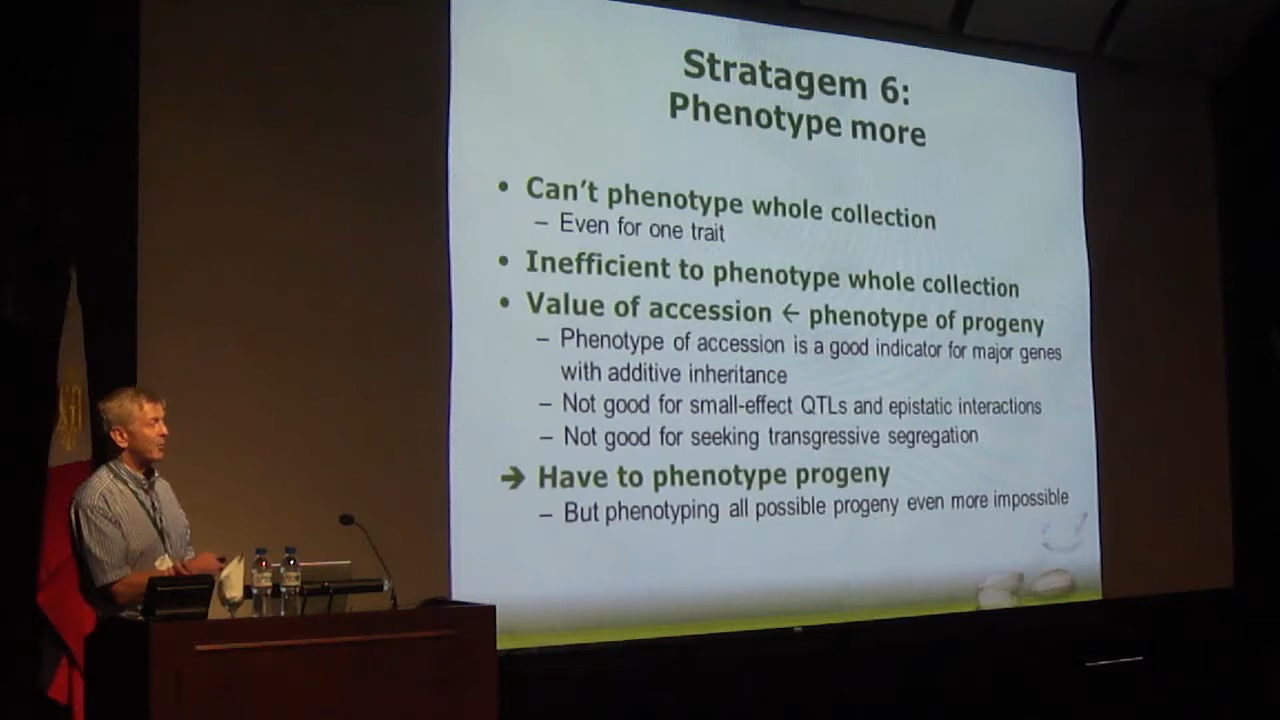 Stratagem 6:
Phenotype more
• Can't phenotype whole collection
– Even for one trait
• Inefficient to phenotype whole collection
• Value of accession ← phenotype of progeny
– Phenotype of accession is a good indicator for major genes
with additive inheritance
– Not good for small-effect QTLs and epistatic interactions
– Not good for seeking transgressive segregation
➔ Have to phenotype progeny
– But phenotyping all possible progeny even more impossible